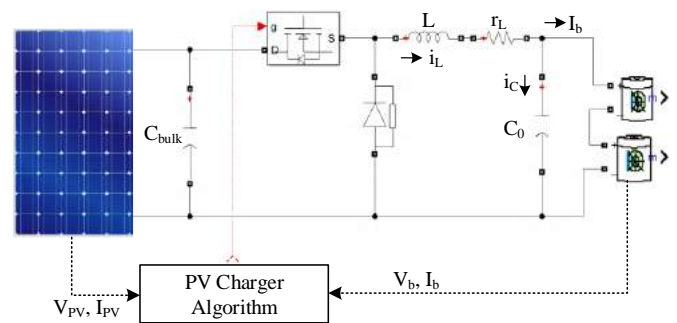 L
r_L
I_b
g
D
S
i_L
i_C
C_bulk
C_0
m
m
V_b, I_b
PV Charger
Algorithm
V_PV, I_PV